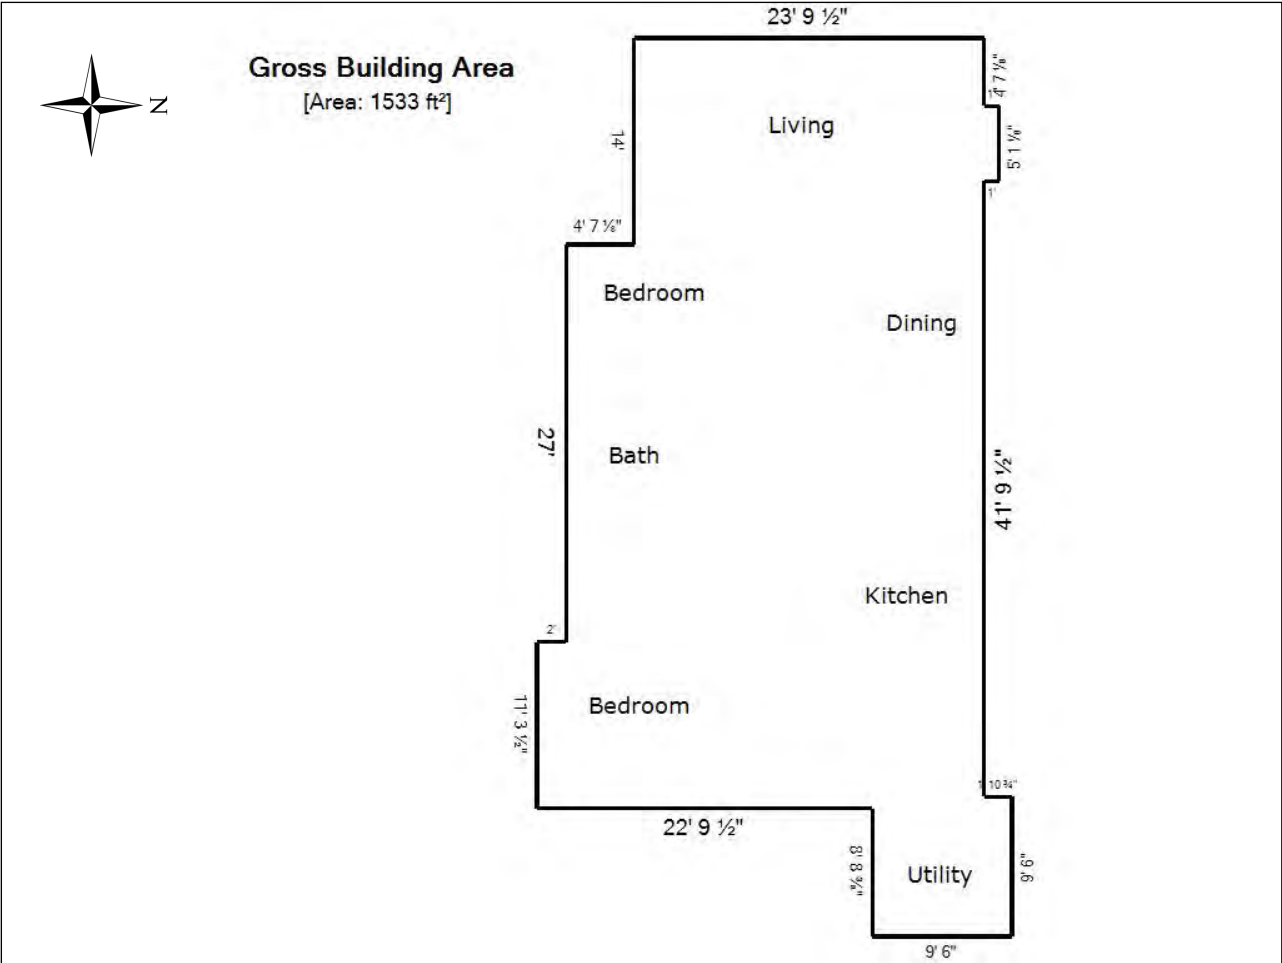 23' 9 ½"
Gross Building Area
[Area: 1533 ft²]
N
4' 7 ⅛"
Living
14'
5' 1 ⅛"
1'
4' 7 ⅛"
Bedroom
Dining
27'
Bath
41' 9 ½"
Kitchen
2'
Bedroom
11' 3 ½"
1' 10 ¾"
22' 9 ½"
8' 8 ⅜"
Utility
9' 6"
9' 6"